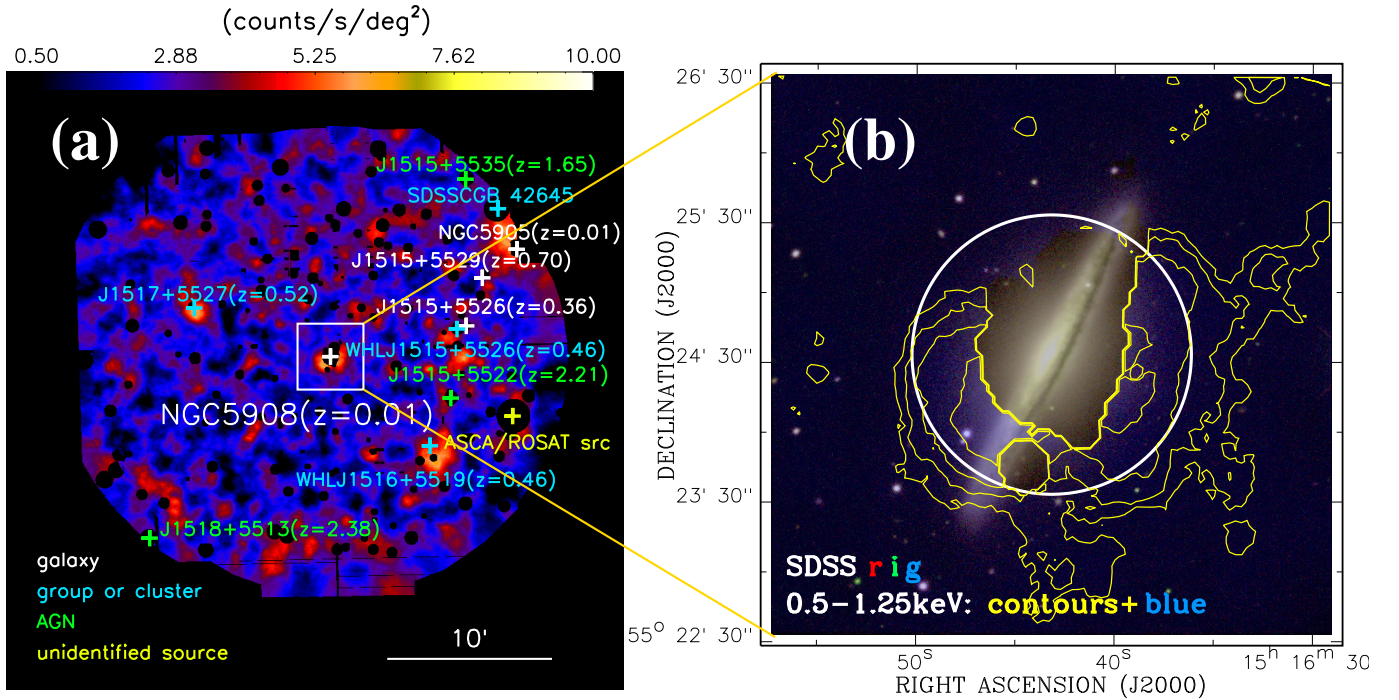 (counts/s/deg²)
0.50 2.88 5.25 7.62 10.00
(a)
J1515+5535(z=1.65)
SDSSCGB 42645
NGC5905(z=0.01)
J1515+5529(z=0.70)
J1517+5527(z=0.52)
J1515+5526(z=0.36)
WHLJ1515+5526(z=0.46)
J1515+5522(z=2.21)
NGC5908(z=0.01)
ASCA/ROSAT src
WHLJ1516+5519(z=0.46)
J1518+5513(z=2.38)
galaxy
group or cluster
AGN
unidentified source
10'
(b)
26' 30"
25' 30"
24' 30"
23' 30"
55° 22' 30"
DECLINATION (J2000)
SDSS r i g
0.5–1.25keV: contours+blue
50ˢ 40ˢ 15ʰ 16ᵐ 30
RIGHT ASCENSION (J2000)